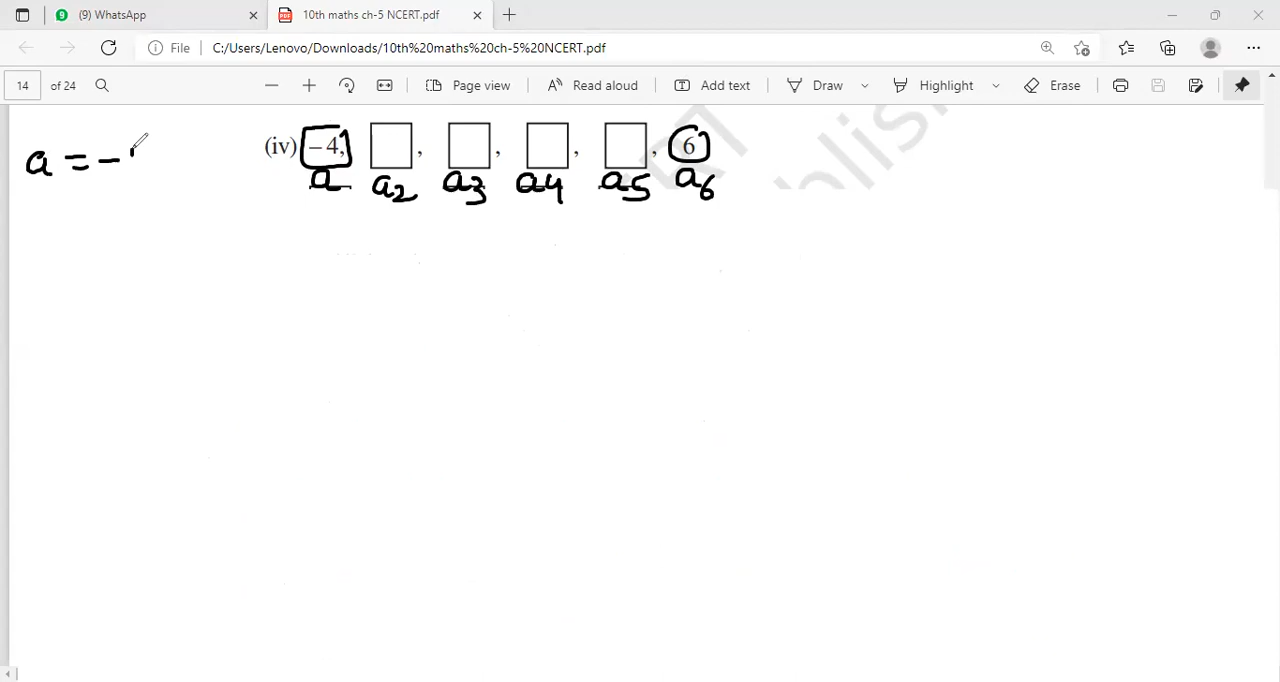 (9) WhatsApp
10th maths ch-5 NCERT.pdf
File C:/Users/Lenovo/Downloads/10th%20maths%20ch-5%20NCERT.pdf
14 of 24 Page view Read aloud Add text Draw Highlight Erase
a = – (iv) – 4, , , , , 6
a a2 a3 a4 a5 a6